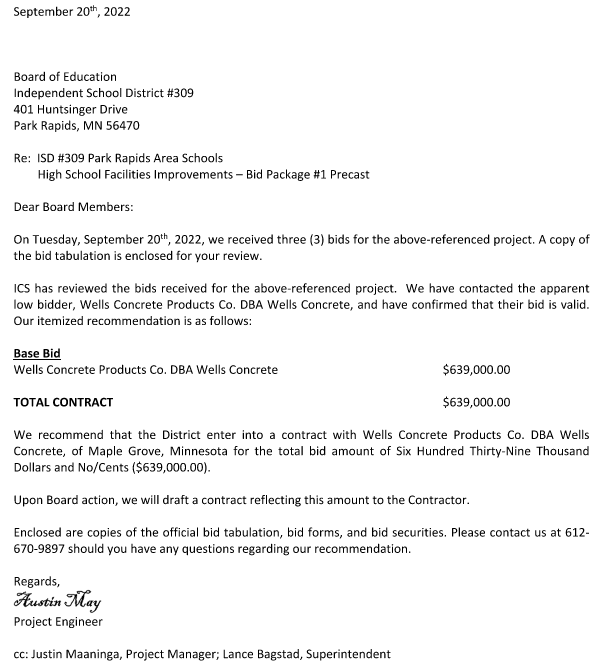 September 20th, 2022
Board of Education
Independent School District #309
401 Huntsinger Drive
Park Rapids, MN 56470
Re: ISD #309 Park Rapids Area Schools
High School Facilities Improvements – Bid Package #1 Precast
Dear Board Members:
On Tuesday, September 20th, 2022, we received three (3) bids for the above-referenced project. A copy of
the bid tabulation is enclosed for your review.
ICS has reviewed the bids received for the above-referenced project. We have contacted the apparent
low bidder, Wells Concrete Products Co. DBA Wells Concrete, and have confirmed that their bid is valid.
Our itemized recommendation is as follows:
Base Bid
Wells Concrete Products Co. DBA Wells Concrete $639,000.00
TOTAL CONTRACT $639,000.00
We recommend that the District enter into a contract with Wells Concrete Products Co. DBA Wells
Concrete, of Maple Grove, Minnesota for the total bid amount of Six Hundred Thirty-Nine Thousand
Dollars and No/Cents ($639,000.00).
Upon Board action, we will draft a contract reflecting this amount to the Contractor.
Enclosed are copies of the official bid tabulation, bid forms, and bid securities. Please contact us at 612-
670-9897 should you have any questions regarding our recommendation.
Regards,
Austin May
Project Engineer
cc: Justin Maaninga, Project Manager; Lance Bagstad, Superintendent